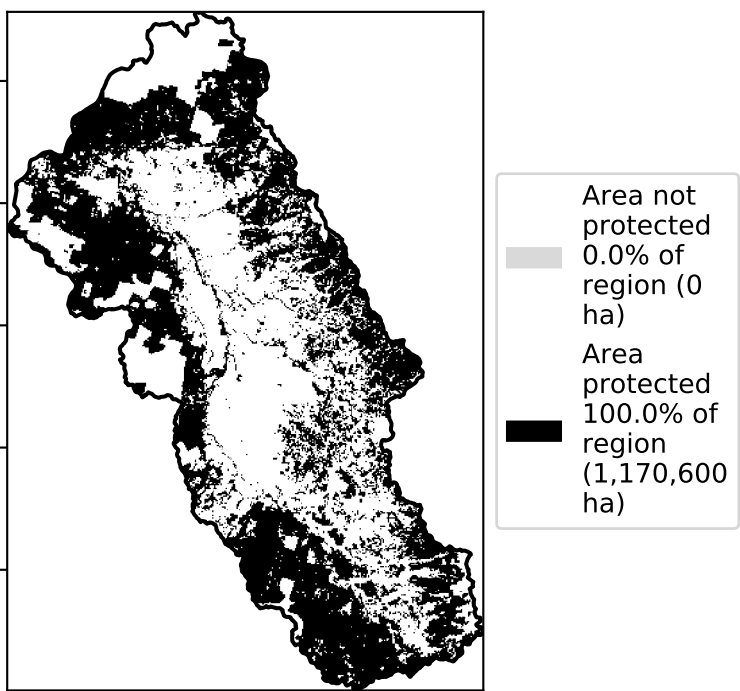 Area not
protected
0.0% of
region (0
ha)
Area
protected
100.0% of
region
(1,170,600
ha)